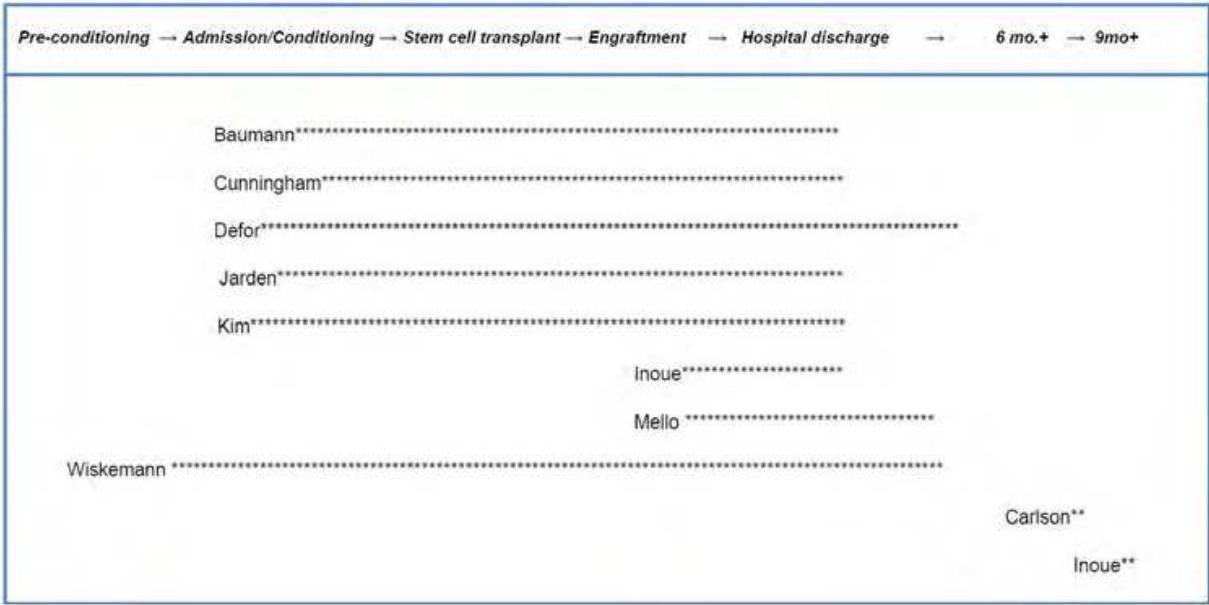 Pre-conditioning → Admission/Conditioning → Stem cell transplant → Engraftment → Hospital discharge → 6 mo.+ → 9mo+
Baumann*************************************************************************
Cunningham**********************************************************************
Defor**********************************************************************************************
Jarden****************************************************************************
Kim********************************************************************************
Inoue**********************
Mello **********************************
Wiskemann ********************************************************************************************************
Carlson**
Inoue**